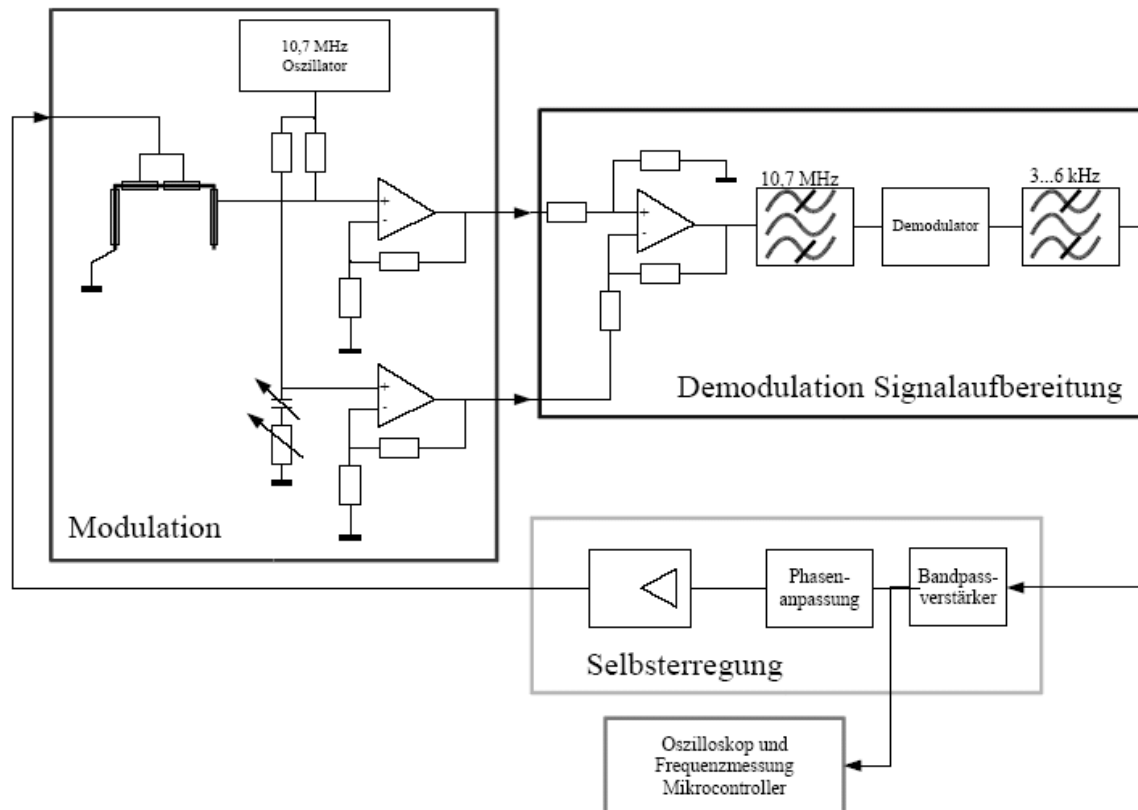 10,7 MHz
Oszillator
+
-
+
-
Modulation
+
-
10,7 MHz
Demodulator
3...6 kHz
Demodulation Signalaufbereitung
Phasen-
anpassung
Bandpass-
verstärker
Selbsterregung
Oszilloskop und
Frequenzmessung
Mikrocontroller